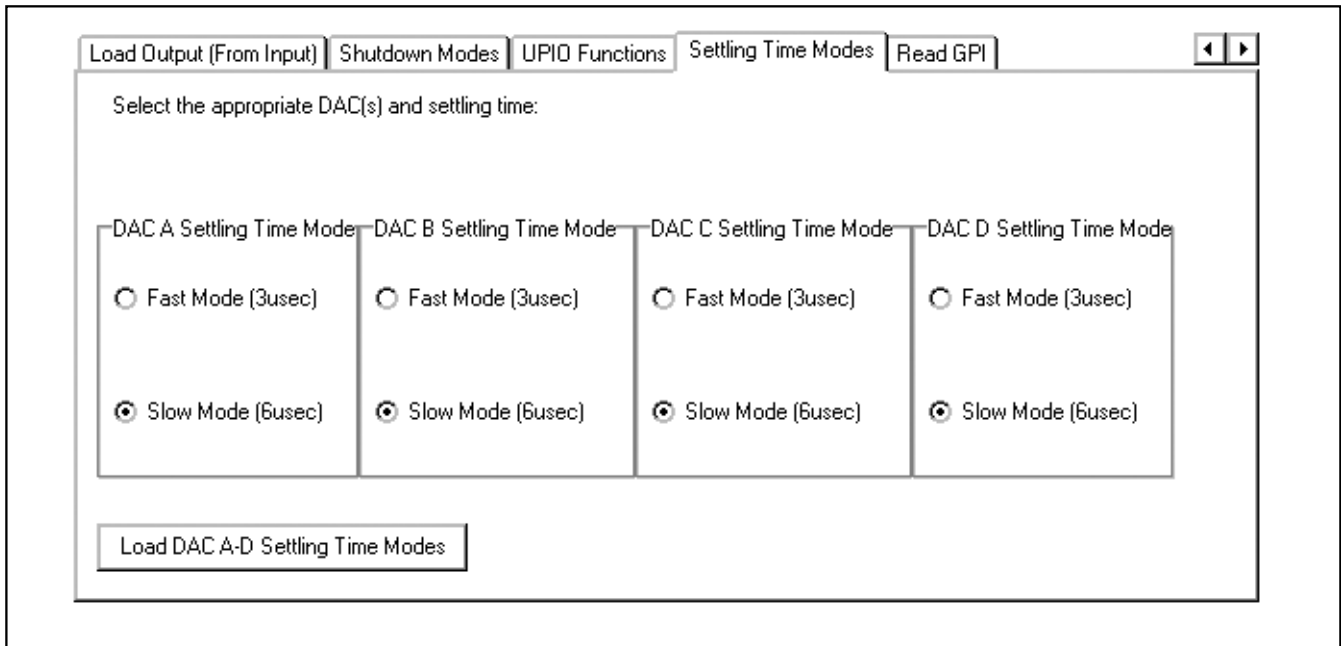 Load Output (From Input) Shutdown Modes UPIO Functions Settling Time Modes Read GPI
Select the appropriate DAC(s) and settling time:
DAC A Settling Time Mode DAC B Settling Time Mode DAC C Settling Time Mode DAC D Settling Time Mode
Fast Mode (3usec) Fast Mode (3usec) Fast Mode (3usec) Fast Mode (3usec)
Slow Mode (6usec) Slow Mode (6usec) Slow Mode (6usec) Slow Mode (6usec)
Load DAC A-D Settling Time Modes